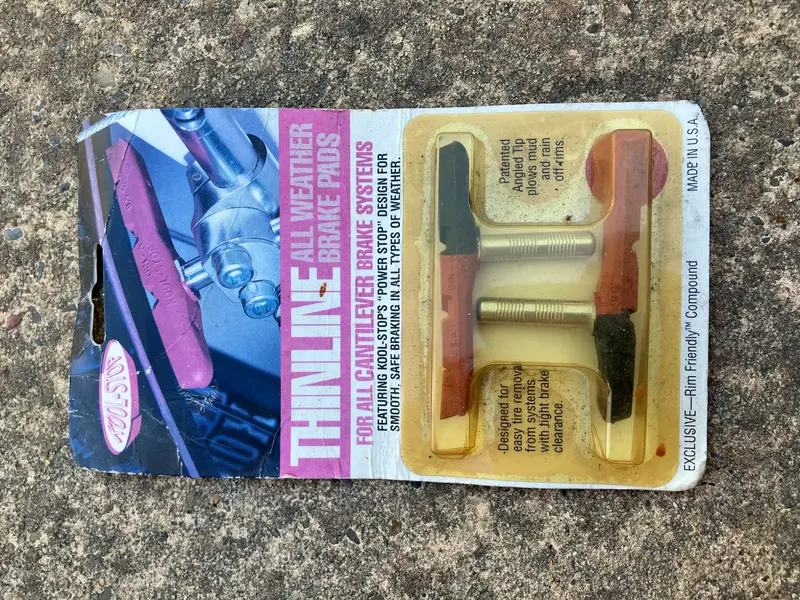 KOOL-STOP
THINLINE
ALL WEATHER
BRAKE PADS
FOR ALL CANTILEVER BRAKE SYSTEMS
FEATURING KOOL-STOP'S "POWER STOP" DESIGN FOR
SMOOTH, SAFE BRAKING IN ALL TYPES OF WEATHER.
Designed for
easy tire removal
from systems
with tight brake
clearance.
Patented
Angled Tip
plows mud
and rain
off rims.
U.S.A.
EXCLUSIVE—Rim Friendly™ Compound
MADE IN U.S.A.